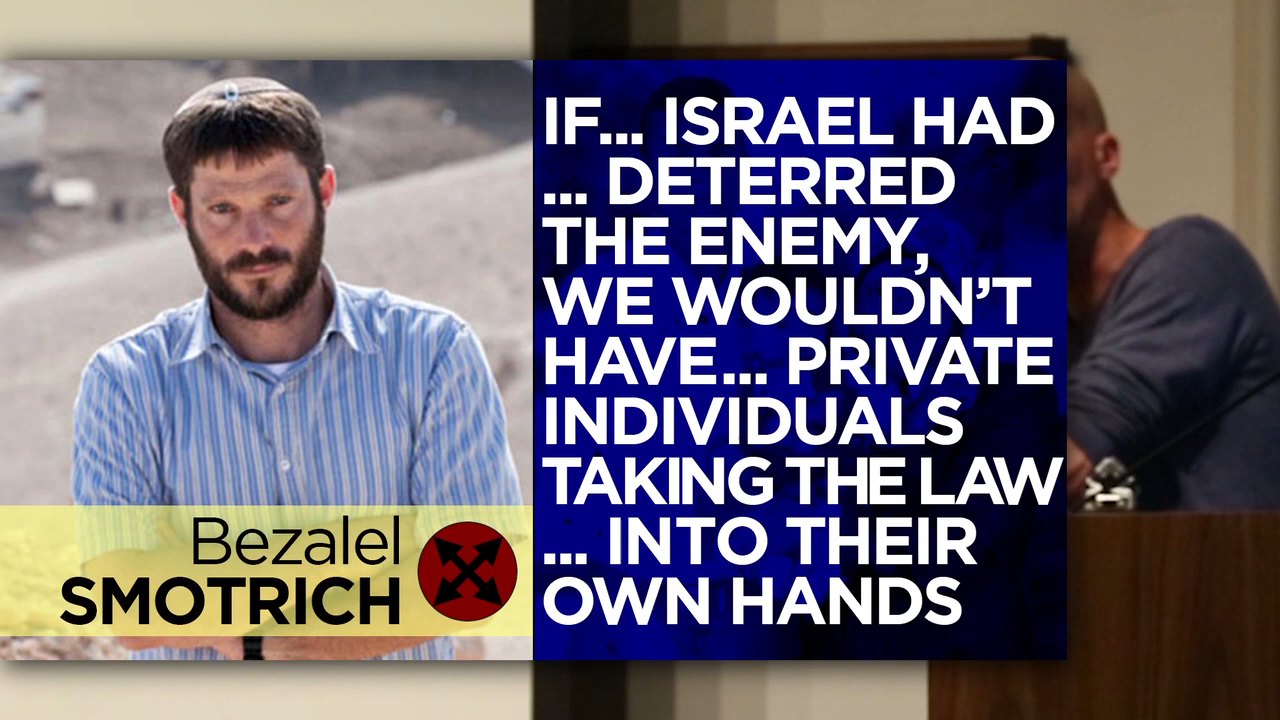 IF... ISRAEL HAD
... DETERRED
THE ENEMY,
WE WOULDN'T
HAVE... PRIVATE
INDIVIDUALS
TAKING THE LAW
... INTO THEIR
OWN HANDS
Bezalel
SMOTRICH